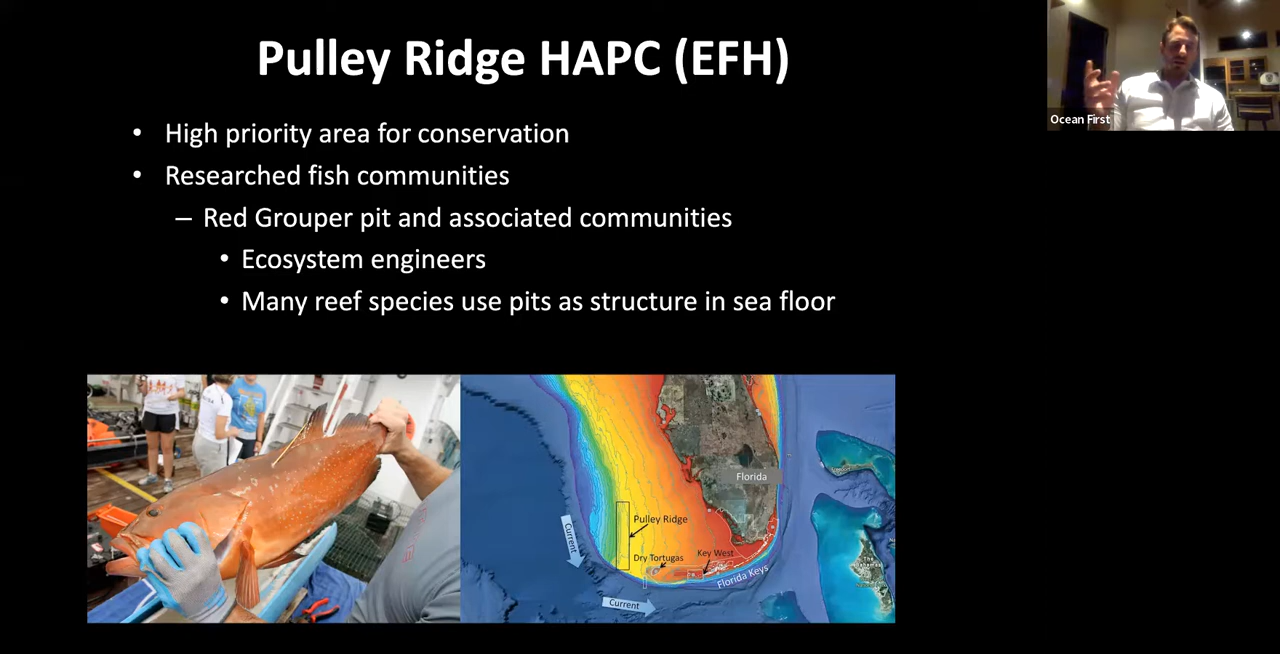 Pulley Ridge HAPC (EFH)
Ocean First
• High priority area for conservation
• Researched fish communities
– Red Grouper pit and associated communities
• Ecosystem engineers
• Many reef species use pits as structure in sea floor
Florida
Pulley Ridge
Current
Dry Tortugas
Key West
Florida Keys
Current
The Bahamas